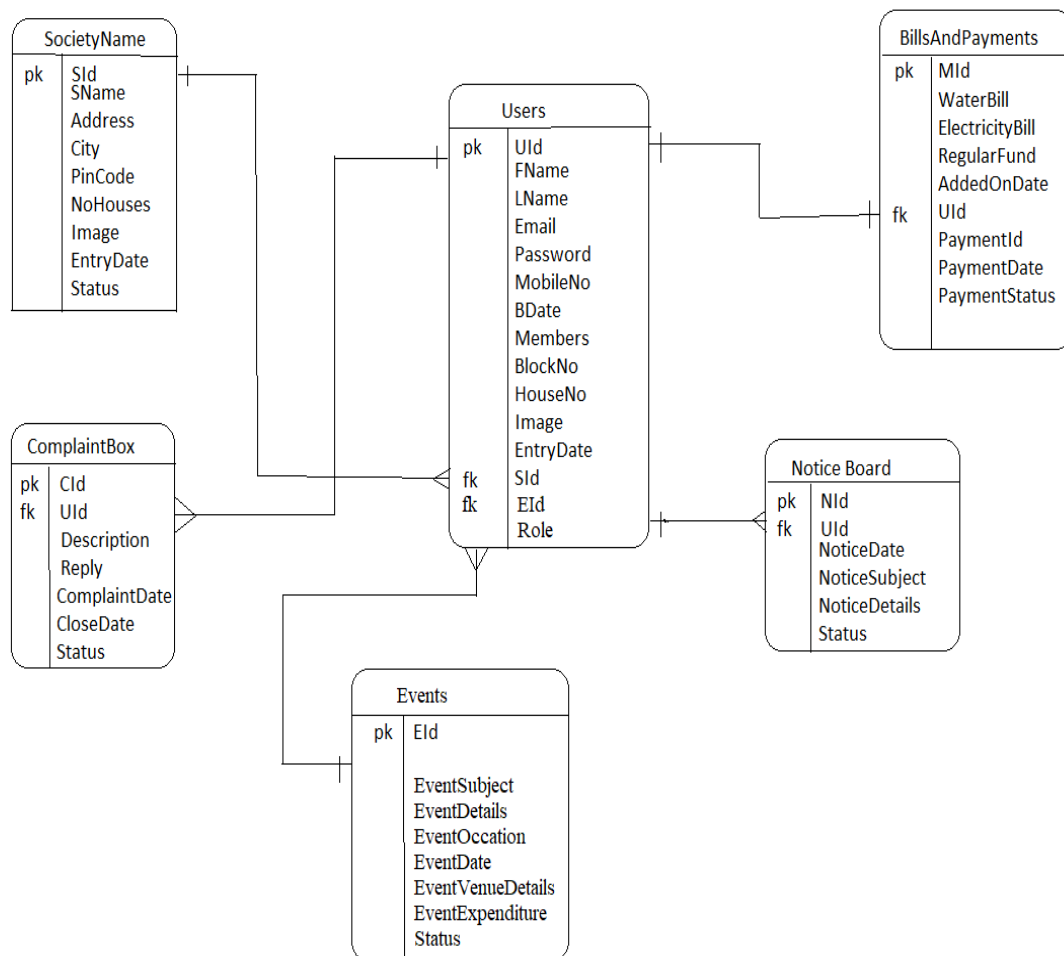 SocietyName
pk SId
SName
Address
City
PinCode
NoHouses
Image
EntryDate
Status
Users
pk UId
FName
LName
Email
Password
MobileNo
BDate
Members
BlockNo
HouseNo
Image
EntryDate
fk SId
fk EId
Role
BillsAndPayments
pk MId
WaterBill
ElectricityBill
RegularFund
AddedOnDate
fk UId
PaymentId
PaymentDate
PaymentStatus
ComplaintBox
pk CId
fk UId
Description
Reply
ComplaintDate
CloseDate
Status
Notice Board
pk NId
fk UId
NoticeDate
NoticeSubject
NoticeDetails
Status
Events
pk EId
EventSubject
EventDetails
EventOccation
EventDate
EventVenueDetails
EventExpenditure
Status